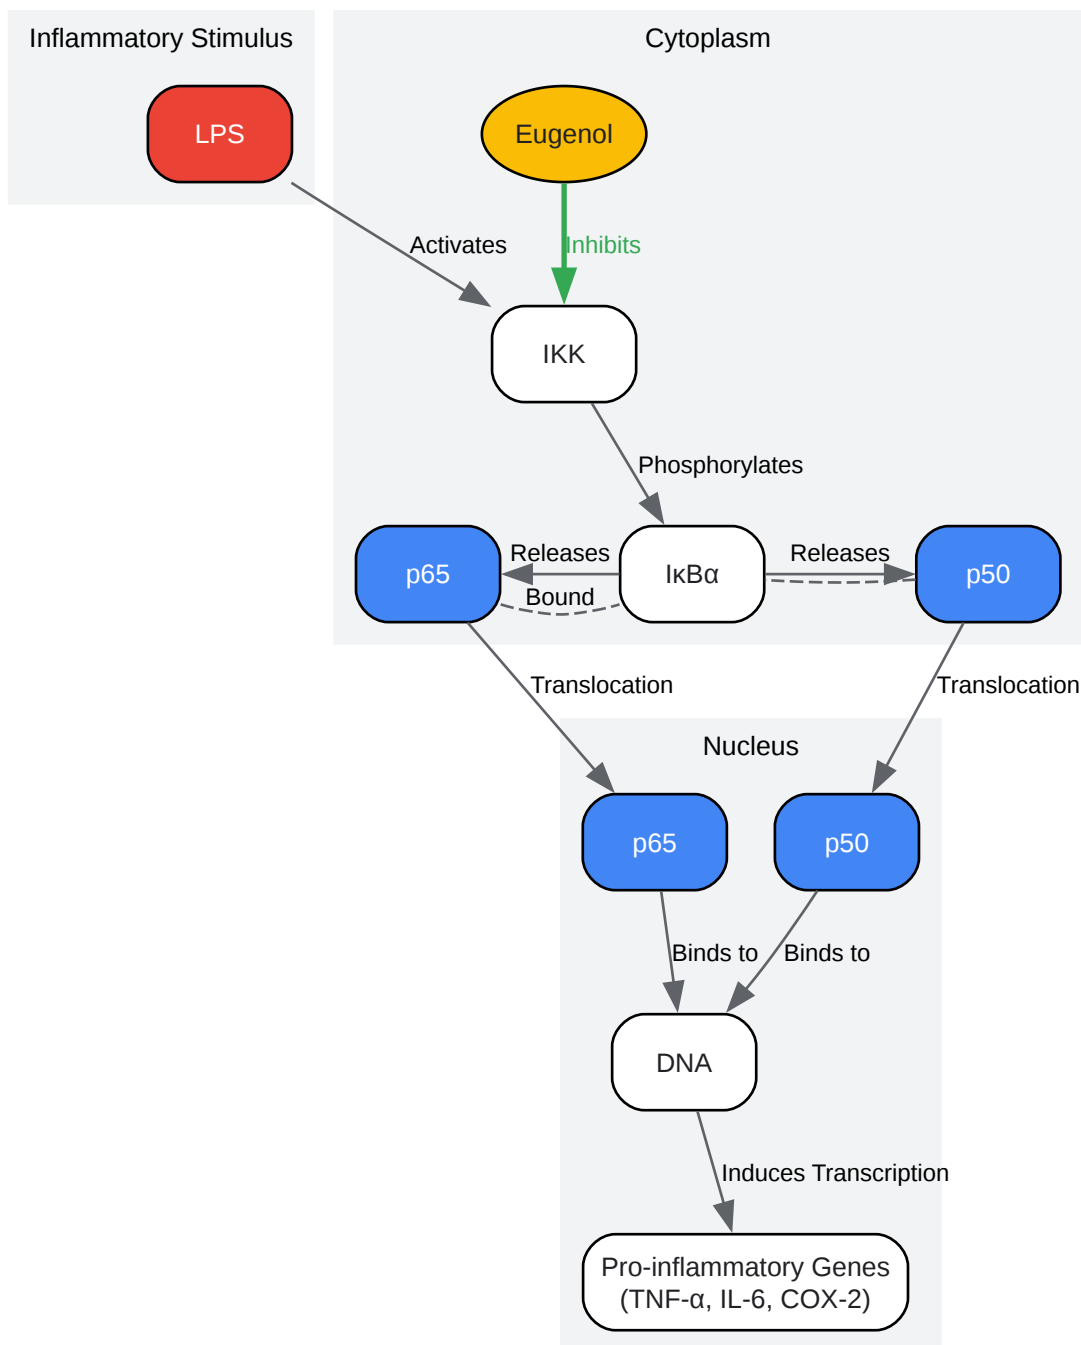 Inflammatory Stimulus
Cytoplasm
LPS
Eugenol
Activates
Inhibits
IKK
Phosphorylates
p65
Releases
Bound
IκBα
Releases
p50
Translocation
Translocation
Nucleus
p65
p50
Binds to
Binds to
DNA
Induces Transcription
Pro-inflammatory Genes
(TNF-α, IL-6, COX-2)